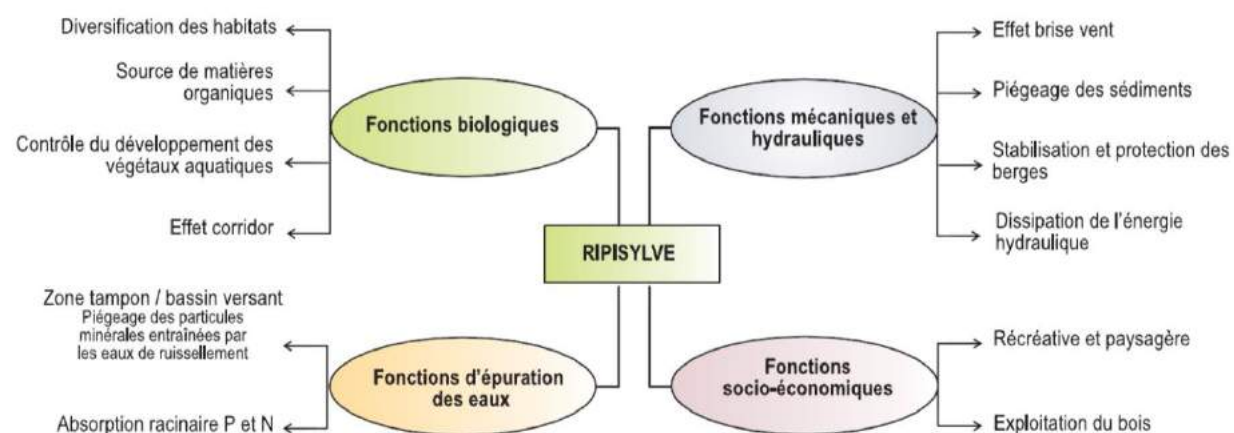 Diversification des habitats
Source de matières
organiques
Contrôle du développement des
végétaux aquatiques
Effet corridor
Fonctions biologiques
Fonctions mécaniques et
hydrauliques
Effet brise vent
Piégeage des sédiments
Stabilisation et protection des
berges
Dissipation de l'énergie
hydraulique
RIPISYLVE
Zone tampon / bassin versant
Piégeage des particules
minérales entraînées par
les eaux de ruissellement
Absorption racinaire P et N
Fonctions d'épuration
des eaux
Fonctions
socio-économiques
Récréative et paysagère
Exploitation du bois